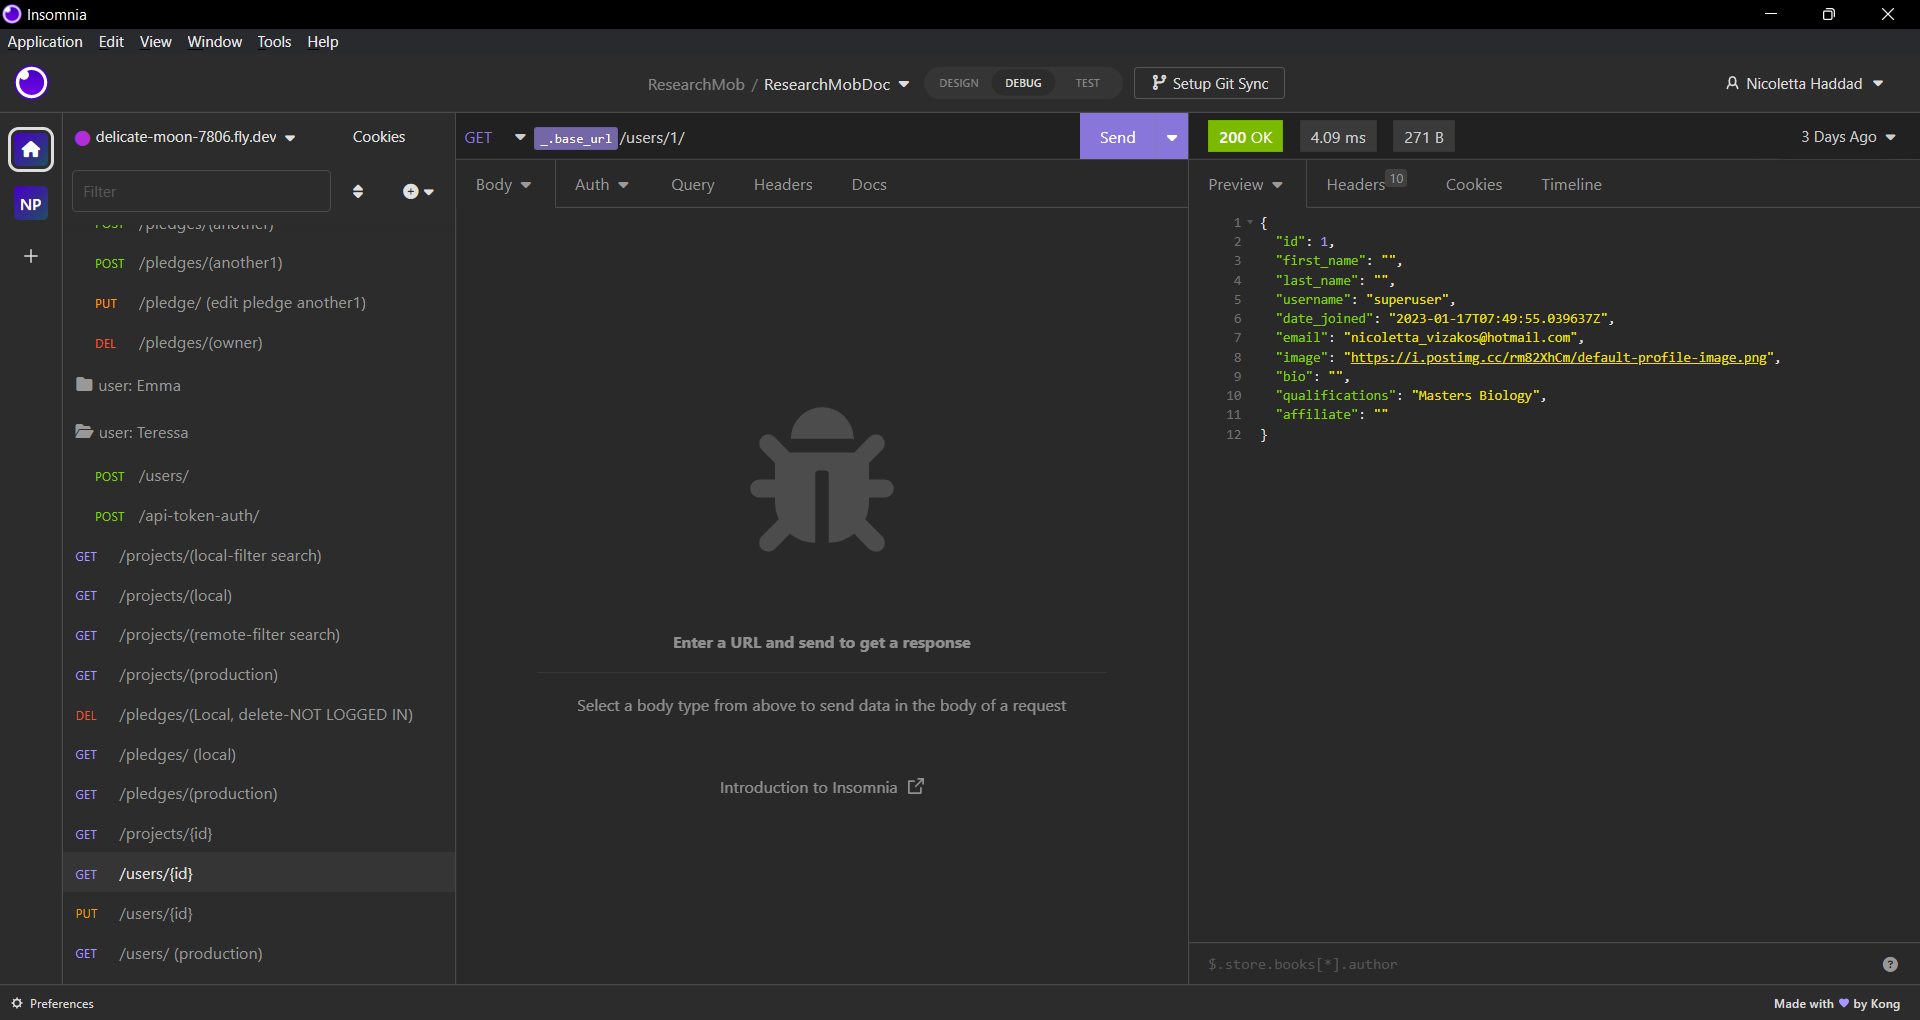 Insomnia
Application Edit View Window Tools Help
ResearchMob / ResearchMobDoc DESIGN DEBUG TEST Setup Git Sync Nicoletta Haddad
NP
delicate-moon-7806.fly.dev Cookies
Filter
POST /pledges/(another)
POST /pledges/(another1)
PUT /pledge/ (edit pledge another1)
DEL /pledges/(owner)
user: Emma
user: Teressa
POST /users/
POST /api-token-auth/
GET /projects/(local-filter search)
GET /projects/(local)
GET /projects/(remote-filter search)
GET /projects/(production)
DEL /pledges/(Local, delete-NOT LOGGED IN)
GET /pledges/ (local)
GET /pledges/(production)
GET /projects/{id}
GET /users/{id}
PUT /users/{id}
GET /users/ (production)
GET _.base_url /users/1/ Send
Body Auth Query Headers Docs
Enter a URL and send to get a response
Select a body type from above to send data in the body of a request
Introduction to Insomnia
200 OK 4.09 ms 271 B 3 Days Ago
Preview Headers 10 Cookies Timeline
1 {
2 "id": 1,
3 "first_name": "",
4 "last_name": "",
5 "username": "superuser",
6 "date_joined": "2023-01-17T07:49:55.039637Z",
7 "email": "nicoletta_vizakos@hotmail.com",
8 "image": "https://i.postimg.cc/rm82XhCm/default-profile-image.png",
9 "bio": "",
10 "qualifications": "Masters Biology",
11 "affiliate": ""
12 }
$.store.books[*].author ?
Preferences
Made with by Kong